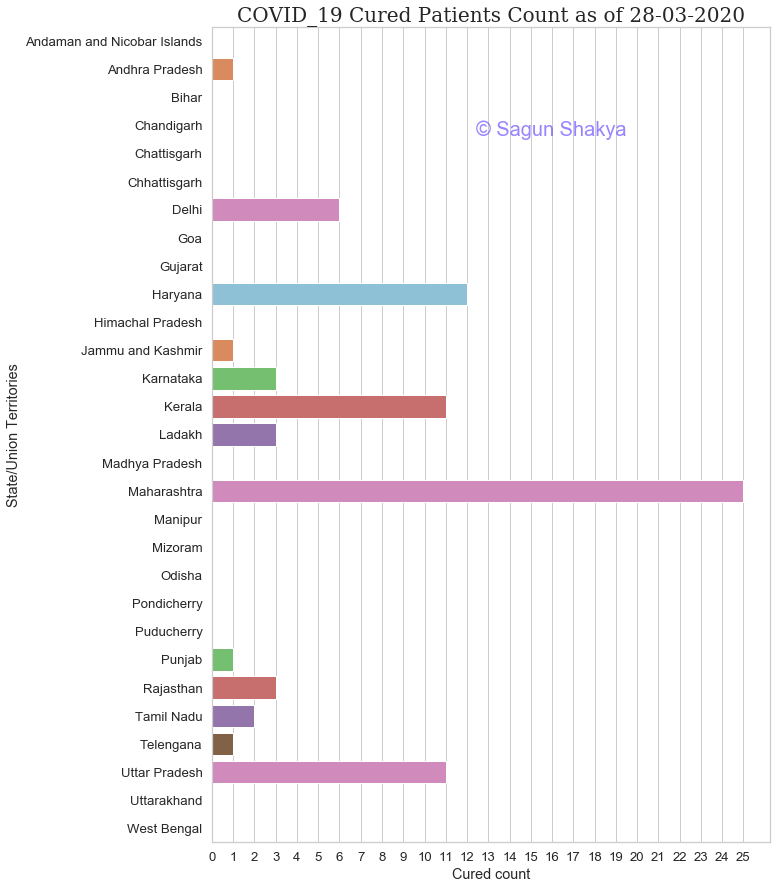 COVID_19 Cured Patients Count as of 28-03-2020
Andaman and Nicobar Islands
Andhra Pradesh
Bihar
Chandigarh
© Sagun Shakya
Chattisgarh
Chhattisgarh
Delhi
Goa
Gujarat
Haryana
Himachal Pradesh
Jammu and Kashmir
Karnataka
Kerala
Ladakh
State/Union Territories
Madhya Pradesh
Maharashtra
Manipur
Mizoram
Odisha
Pondicherry
Puducherry
Punjab
Rajasthan
Tamil Nadu
Telengana
Uttar Pradesh
Uttarakhand
West Bengal
0 1 2 3 4 5 6 7 8 9 10 11 12 13 14 15 16 17 18 19 20 21 22 23 24 25
Cured count